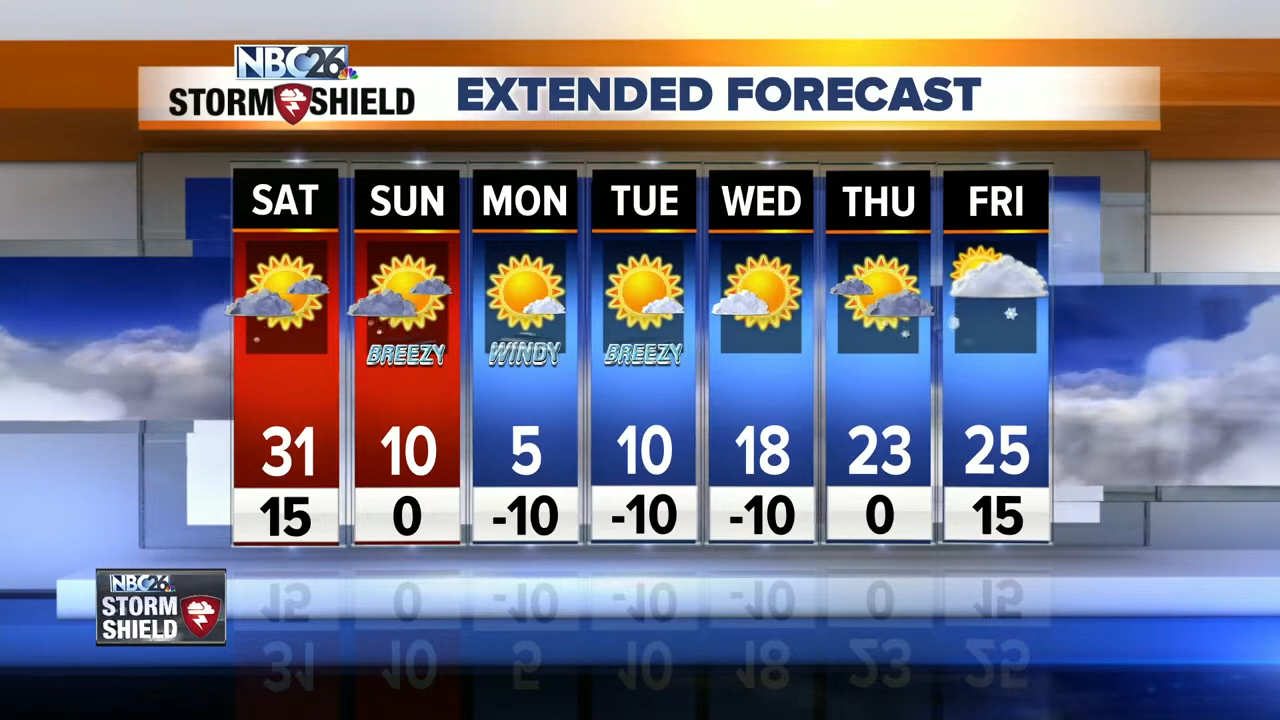 NBC26
STORM SHIELD
EXTENDED FORECAST
SAT SUN MON TUE WED THU FRI
BREEZY WINDY BREEZY
31 10 5 10 18 23 25
15 0 -10 -10 -10 0 15
NBC26
STORM
SHIELD